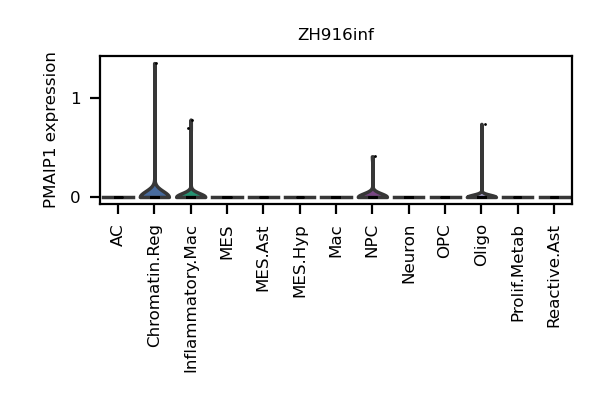 ZH916inf
PMAIP1 expression
1
0
AC
Chromatin.Reg
Inflammatory.Mac
MES
MES.Ast
MES.Hyp
Mac
NPC
Neuron
OPC
Oligo
Prolif.Metab
Reactive.Ast